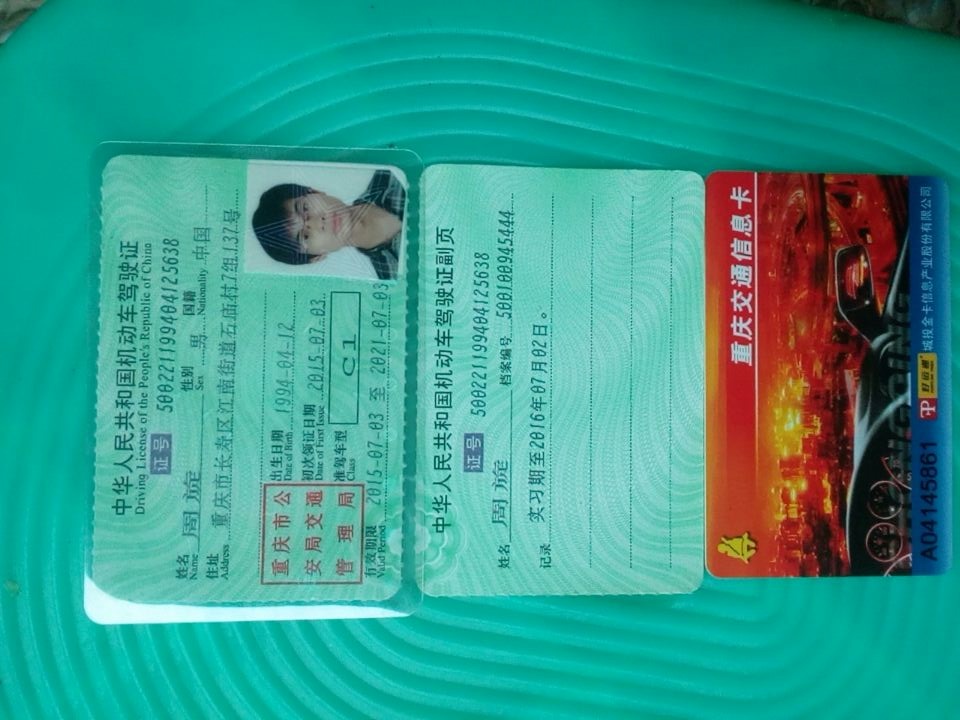 中华人民共和国机动车驾驶证
Driving License of the People's Republic of China
证号 500221199404125638
姓名 周旋 性别 男 国籍 中国
Name Sex Nationality
住址 重庆市长寿区江南街道石庙村7组137号
Address
出生日期 1994-04-12
Date of Birth
初次领证日期 2015-07-03
Date of First Issue
准驾车型 C1
Class
重庆市公
安局交通
管理局
有效期限 2015-07-03 至 2021-07-03
Valid Period
中华人民共和国机动车驾驶证副页
证号 500221199404125638
姓名 周旋 档案编号 500100945444
记录 实习期至2016年07月02日。
重庆交通信息卡
城投金卡信息产业股份有限公司
A04145861